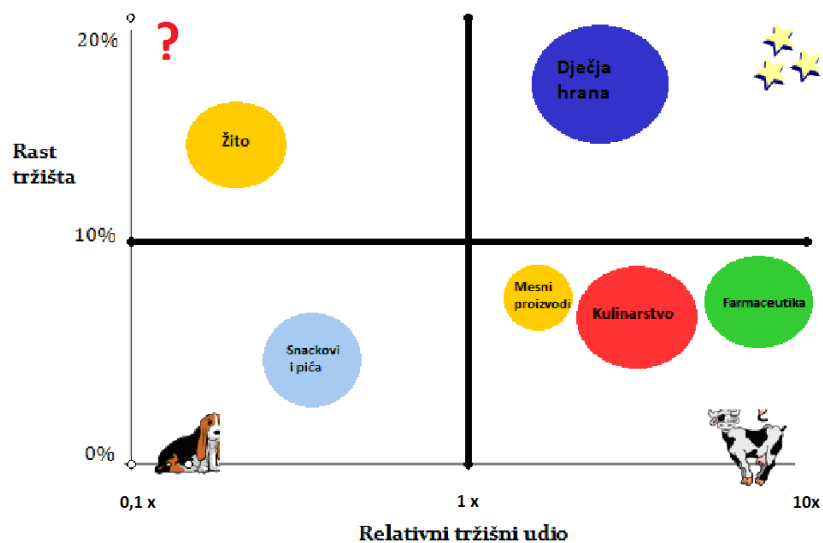 20%
?
Dječja
hrana
Žito
Rast
tržišta
10%
Mesni
proizvodi
Kulinarstvo
Farmaceutika
Snackovi
i pića
0%
0,1 x
1 x
10x
Relativni tržišni udio